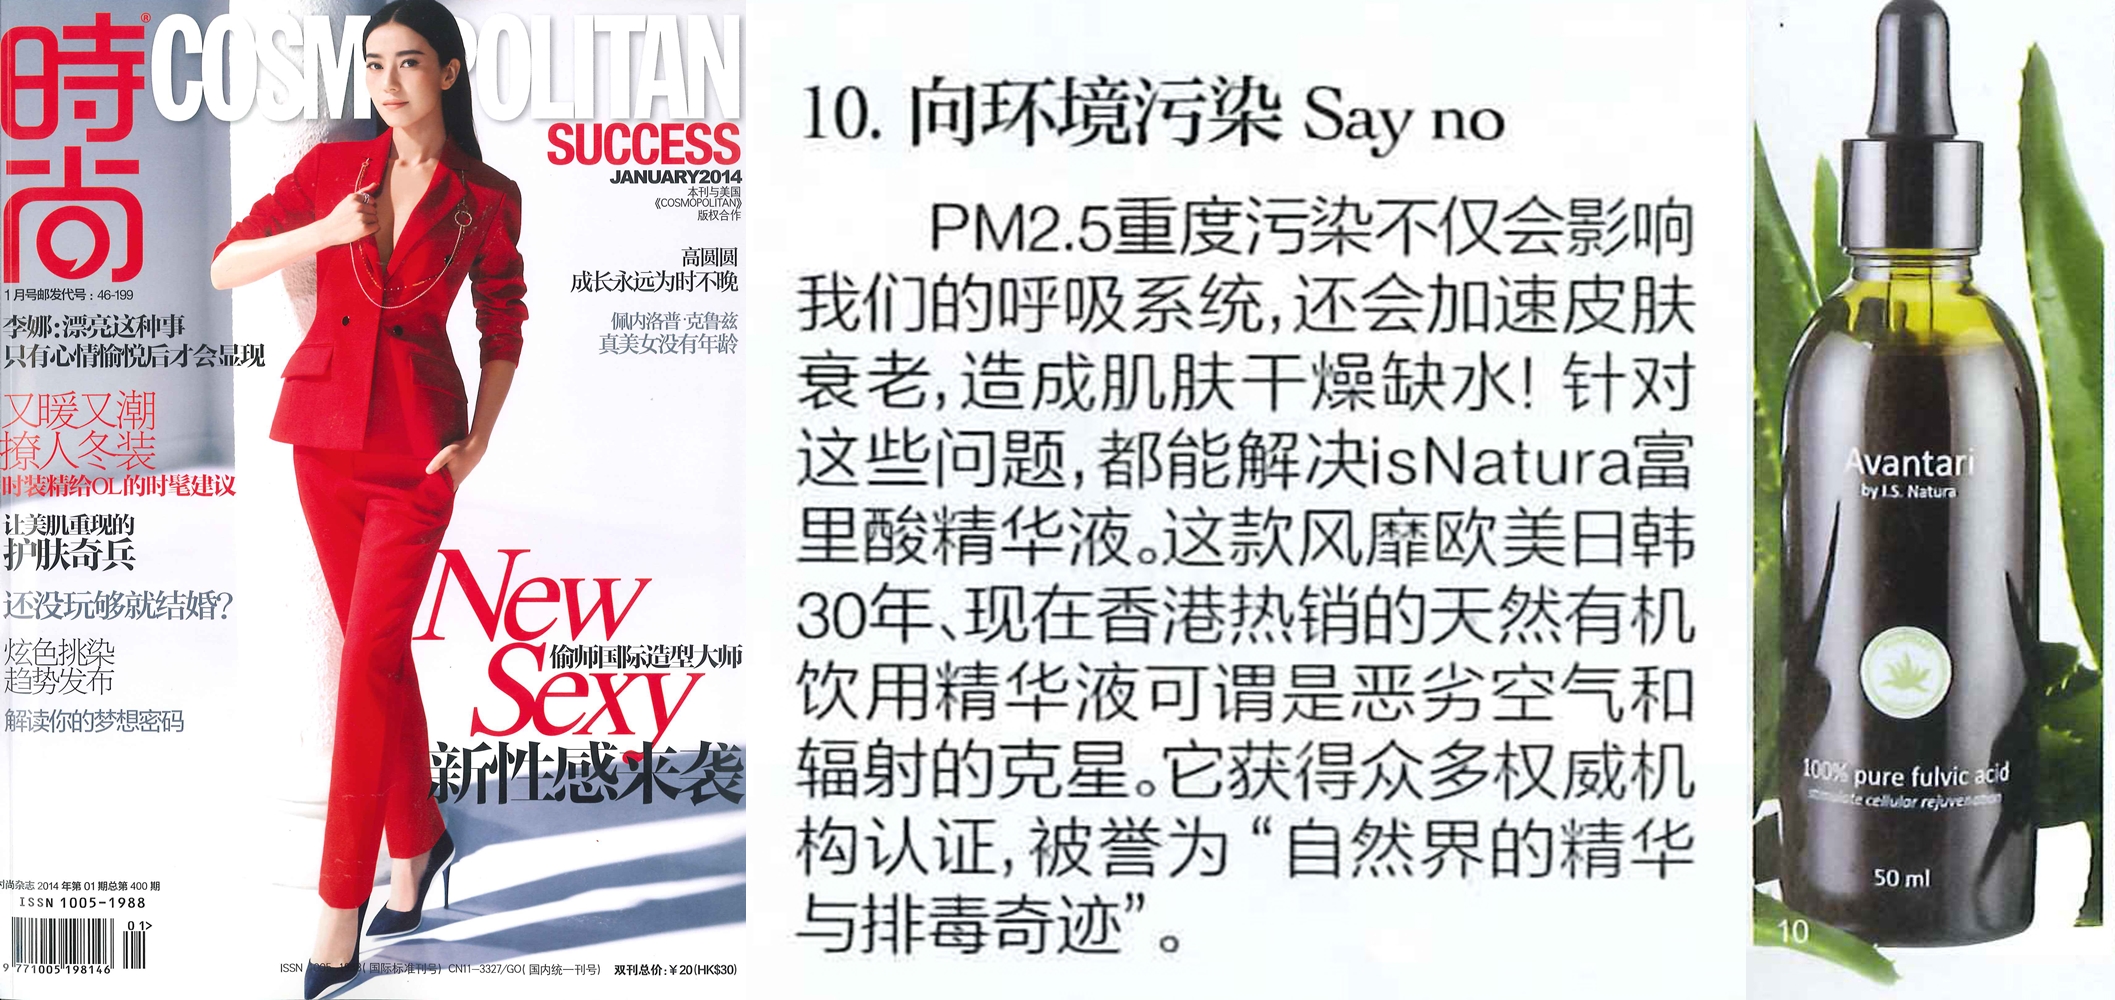 時尚
COSMOPOLITAN
SUCCESS
JANUARY2014
本刊与美国
《COSMOPOLITAN》
版权合作
高圆圆
成长永远为时不晚
佩内洛普·克鲁兹
真美女没有年龄
1月号邮发代号：46-199
李娜：漂亮这种事
只有心情愉悦后才会显现
又暖又潮
撩人冬装
时装精给OL的时髦建议
让美肌重现的
护肤奇兵
还没玩够就结婚？
炫色挑染
趋势发布
解读你的梦想密码
New
偷师国际造型大师
Sexy
新性感来袭
时尚杂志 2014 年第 01 期总第 400 期
ISSN 1005-1988
01>
9 771005 198146
ISSN 1005-1988(国际标准刊号) CN11-3327/GO(国内统一刊号) 双刊总价：￥20(HK$30)
10. 向环境污染 Say no
PM2.5重度污染不仅会影响
我们的呼吸系统，还会加速皮肤
衰老，造成肌肤干燥缺水！针对
这些问题，都能解决isNatura富
里酸精华液。这款风靡欧美日韩
30年、现在香港热销的天然有机
饮用精华液可谓是恶劣空气和
辐射的克星。它获得众多权威机
构认证，被誉为“自然界的精华
与排毒奇迹”。
Avantari
by I.S. Natura
100% pure fulvic acid
stimulate cellular rejuvenation
50 ml
10